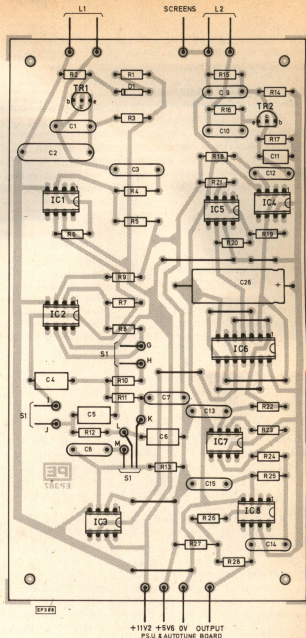 L1 SCREENS L2
R2 R1 R15
D1 C9 R14
TR1
b c e
R16 TR2
R3 b c e
C1 C10 R17
C11
C2 R18
C3 C12
R4 R21
IC1 IC5 IC4
R5
R6 R19
R20
R9
C26 +
R7
IC2
R8
G
S1 IC6
H
C4 R10
R11 C7
I C13 R22
S1 C5 K
J L R23
R12 C6 IC7
M R24
C8
R13 R25
S1 C15
PE
EP387
R26 IC8
IC3
R27 C14
R28
EP386
+11V2 +5V6 0V OUTPUT
P.S.U. & AUTOTUNE BOARD